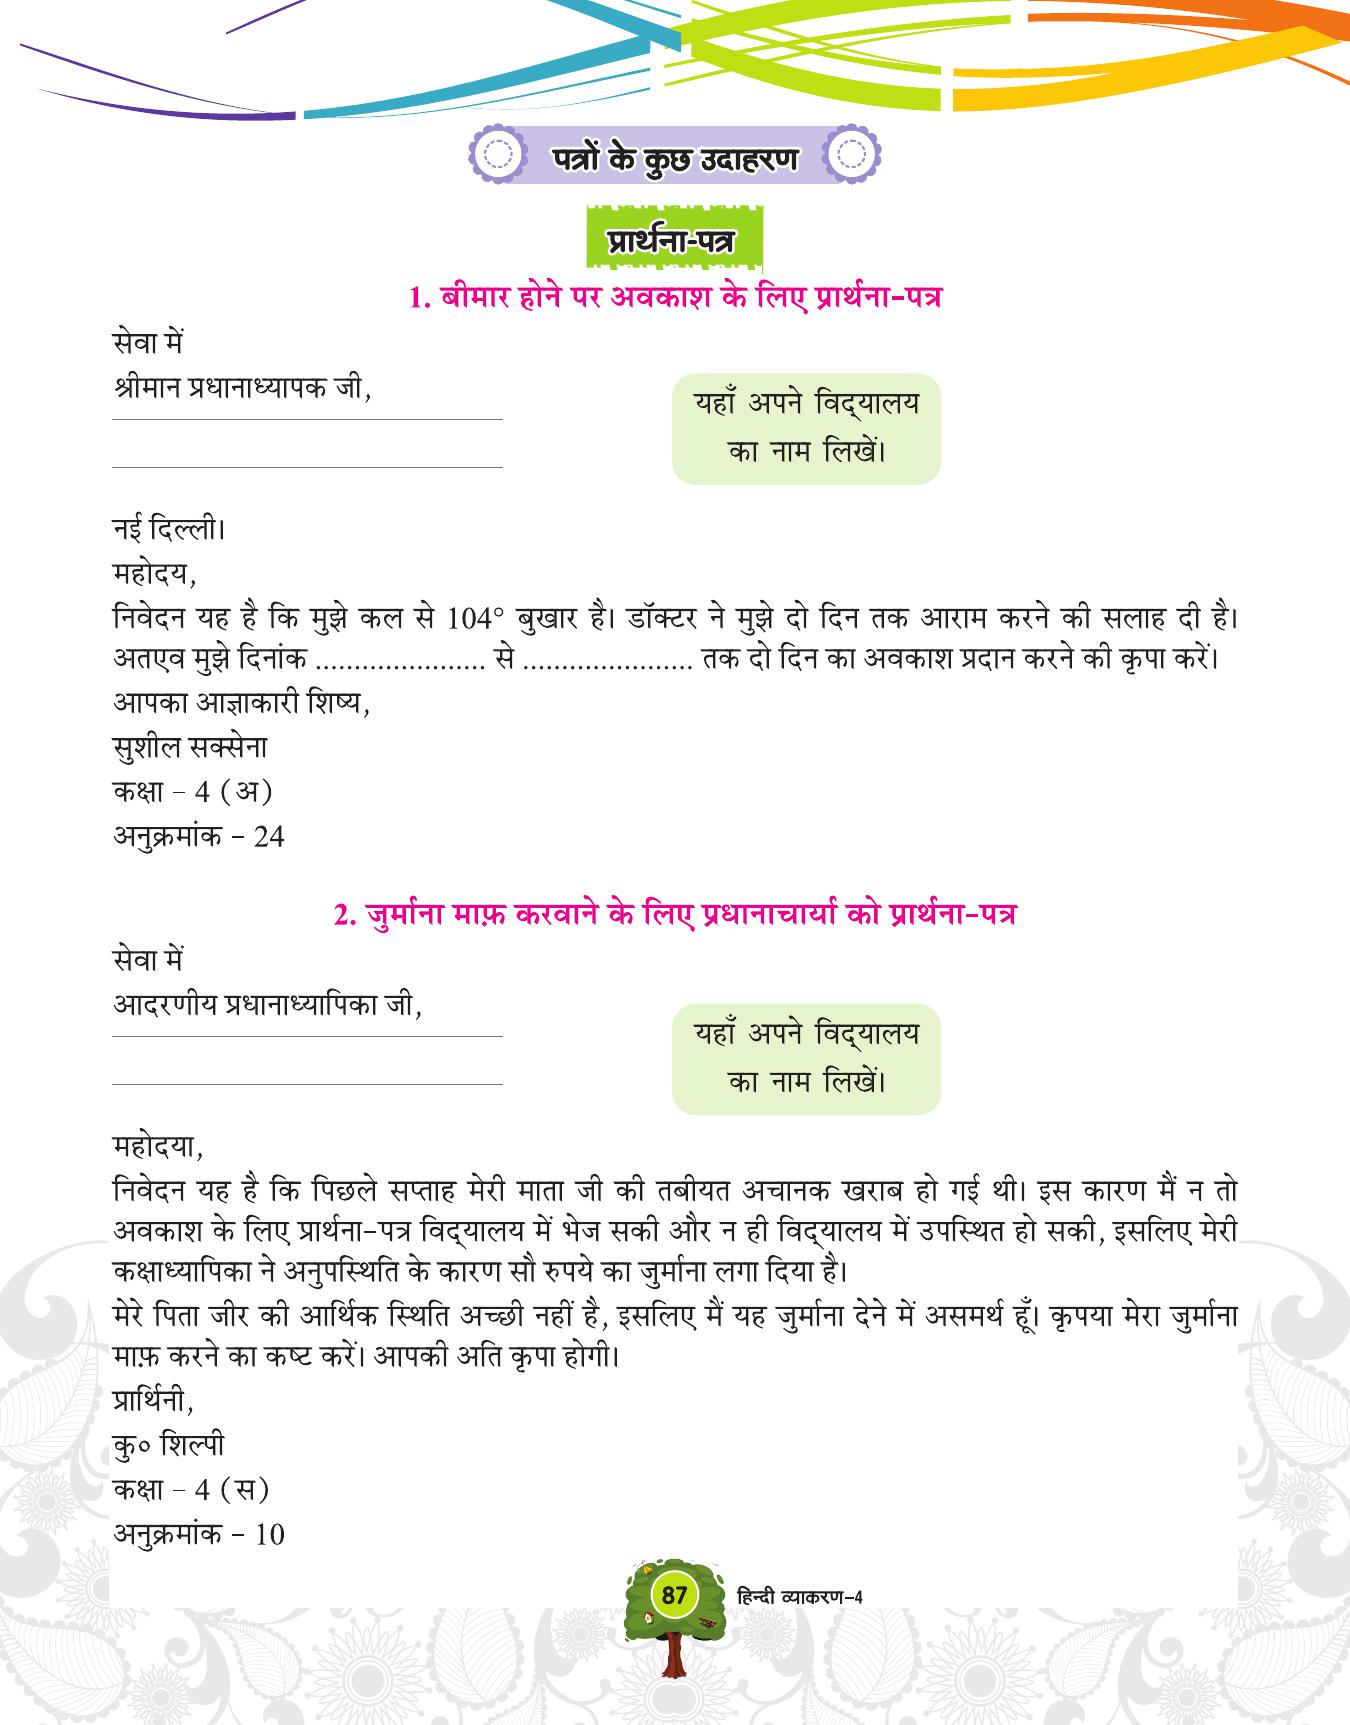 पत्रों के कुछ उदाहरण
प्रार्थना-पत्र
1. बीमार होने पर अवकाश के लिए प्रार्थना-पत्र
सेवा में
श्रीमान प्रधानाध्यापक जी,
यहाँ अपने विद्‌यालय
का नाम लिखें।
नई दिल्ली।
महोदय,
निवेदन यह है कि मुझे कल से 104° बुखार है। डॉक्टर ने मुझे दो दिन तक आराम करने की सलाह दी है।
अतएव मुझे दिनांक ...................... से ...................... तक दो दिन का अवकाश प्रदान करने की कृपा करें।
आपका आज्ञाकारी शिष्य,
सुशील सक्सेना
कक्षा – 4 (अ)
अनुक्रमांक – 24
2. जुर्माना माफ़ करवाने के लिए प्रधानाचार्या को प्रार्थना-पत्र
सेवा में
आदरणीय प्रधानाध्यापिका जी,
यहाँ अपने विद्‌यालय
का नाम लिखें।
महोदया,
निवेदन यह है कि पिछले सप्ताह मेरी माता जी की तबीयत अचानक खराब हो गई थी। इस कारण मैं न तो
अवकाश के लिए प्रार्थना-पत्र विद्‌यालय में भेज सकी और न ही विद्‌यालय में उपस्थित हो सकी, इसलिए मेरी
कक्षाध्यापिका ने अनुपस्थिति के कारण सौ रुपये का जुर्माना लगा दिया है।
मेरे पिता जीर की आर्थिक स्थिति अच्छी नहीं है, इसलिए मैं यह जुर्माना देने में असमर्थ हूँ। कृपया मेरा जुर्माना
माफ़ करने का कष्ट करें। आपकी अति कृपा होगी।
प्रार्थिनी,
कु० शिल्पी
कक्षा – 4 (स)
अनुक्रमांक – 10
87 हिन्दी व्याकरण-4